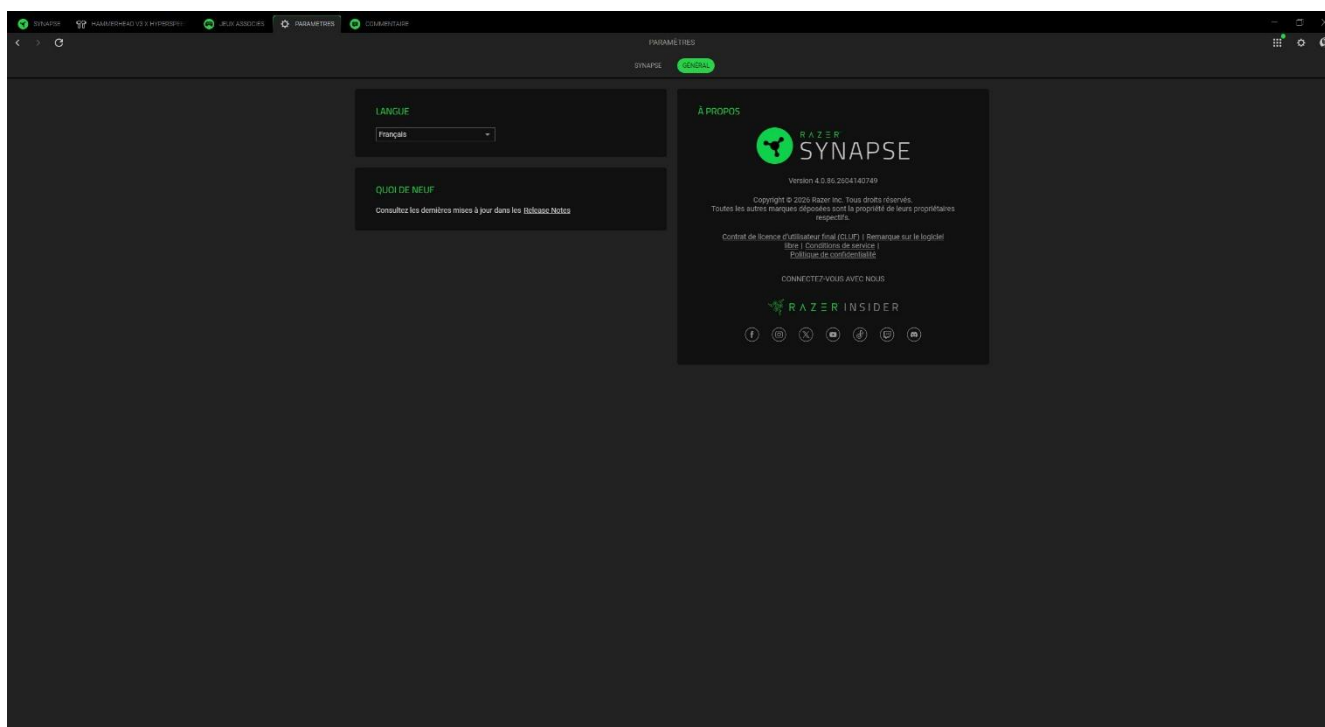 SYNAPSE
HAMMERHEAD V3 X HYPERSPE
JEUX ASSOCIÉS
PARAMÈTRES
COMMENTAIRE
PARAMÈTRES
SYNAPSE
GÉNÉRAL
LANGUE
Français
QUOI DE NEUF
Consultez les dernières mises à jour dans les Release Notes
À PROPOS
RAZER
SYNAPSE
Version 4.0.86.2604140749
Copyright © 2026 Razer Inc. Tous droits réservés.
Toutes les autres marques déposées sont la propriété de leurs propriétaires
respectifs.
Contrat de licence d'utilisateur final (CLUF) | Remarque sur le logiciel
libre | Conditions de service |
Politique de confidentialité
CONNECTEZ-VOUS AVEC NOUS
RAZER INSIDER